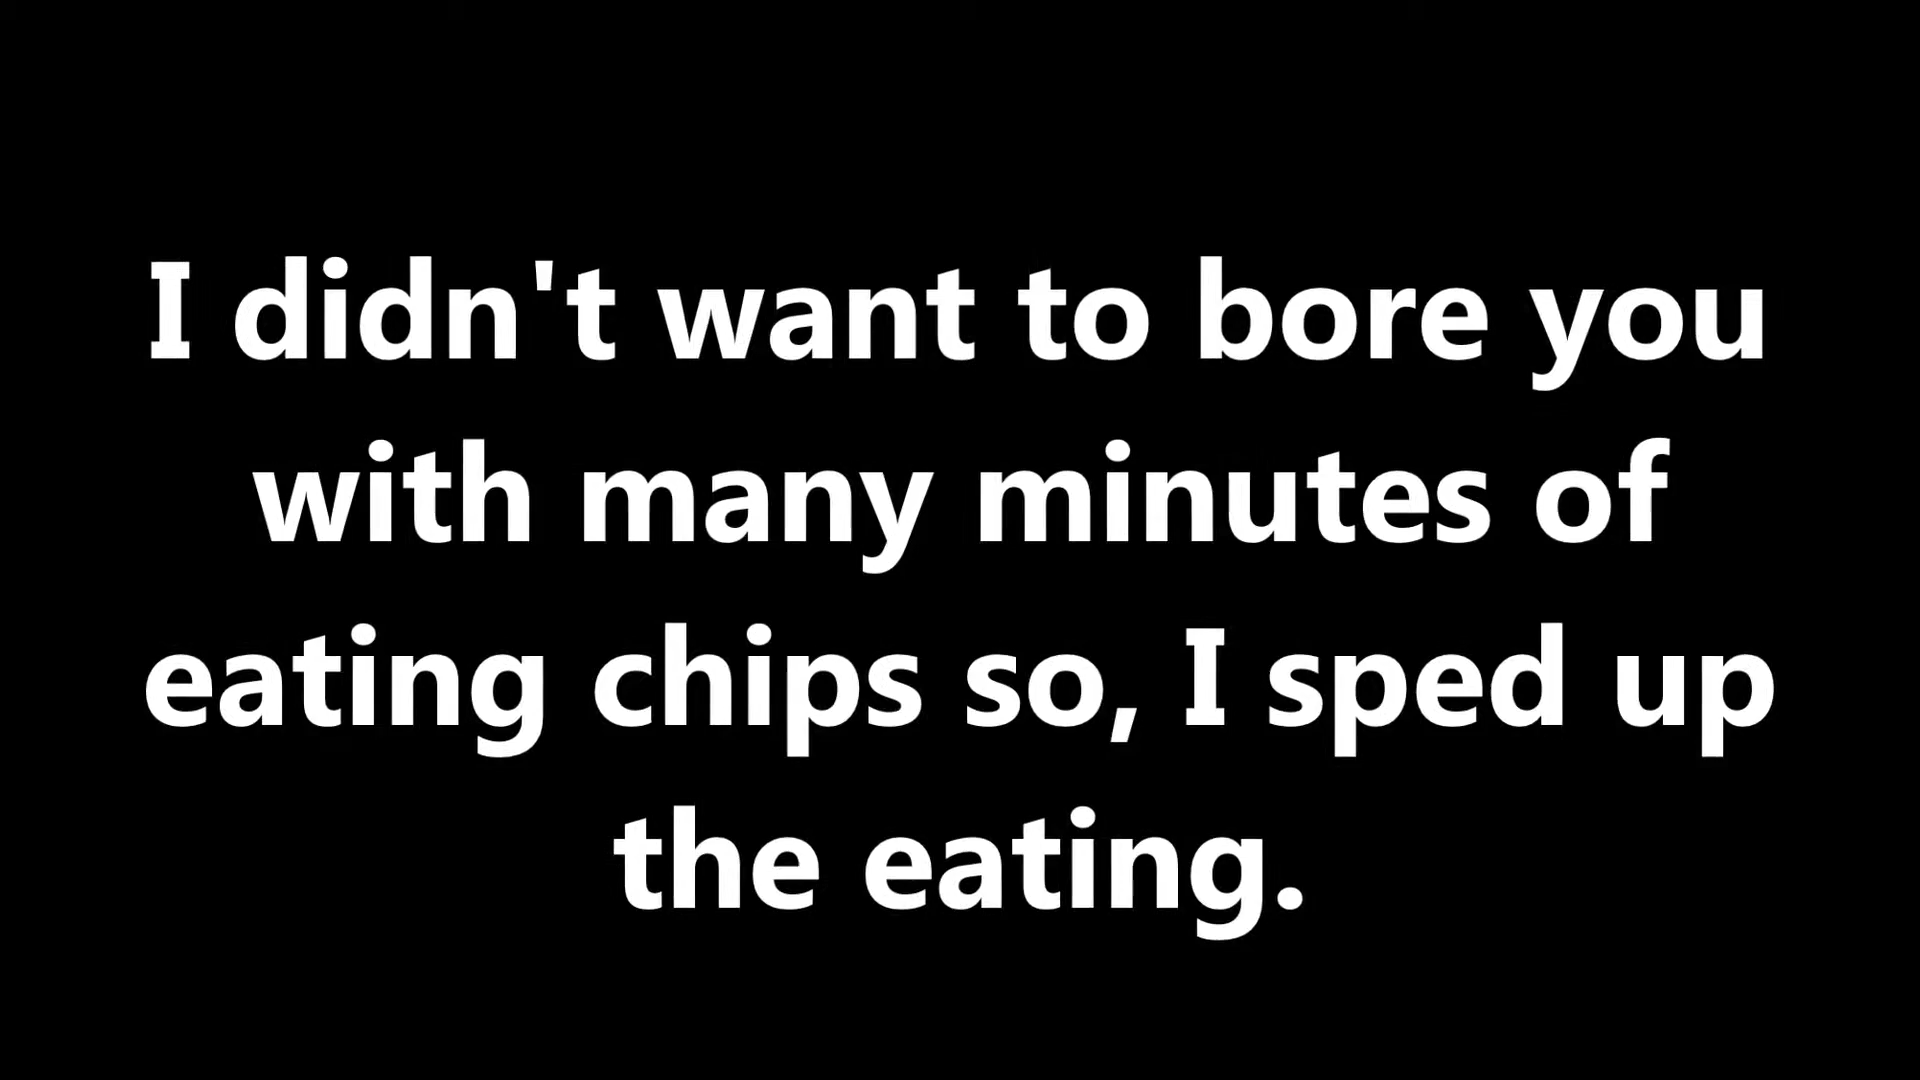 I didn't want to bore you
with many minutes of
eating chips so, I sped up
the eating.